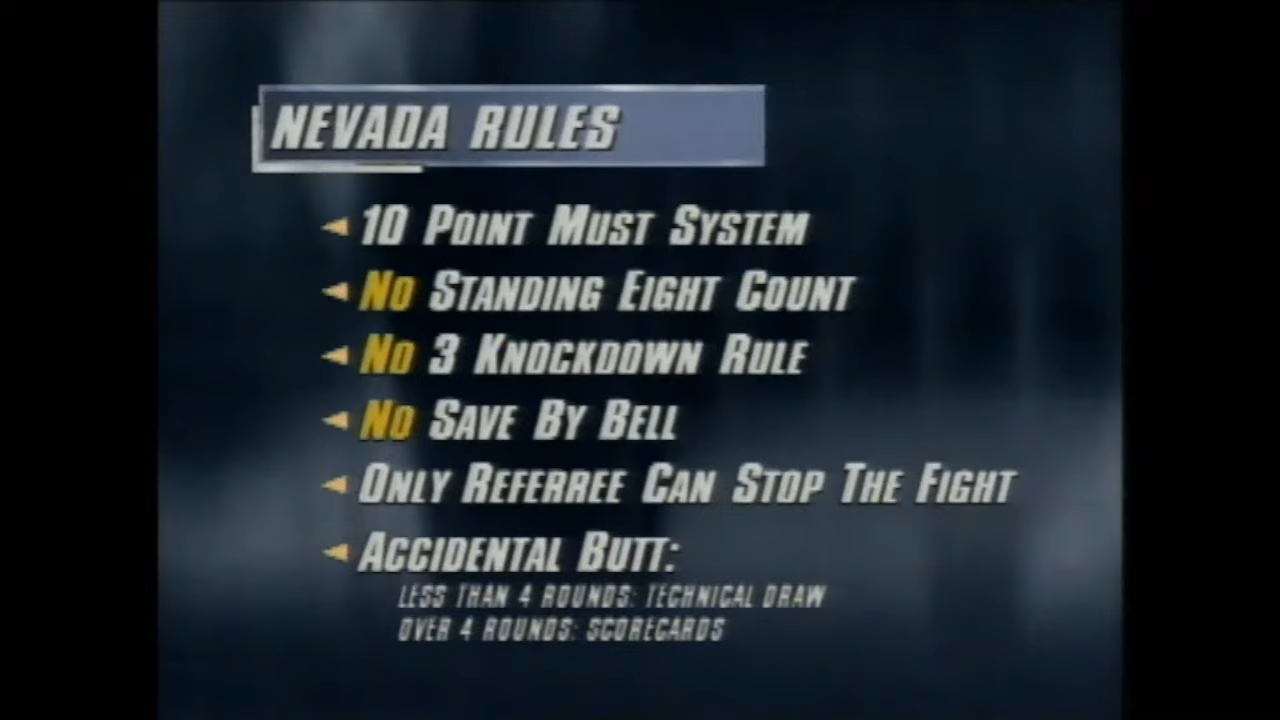 NEVADA RULES
10 POINT MUST SYSTEM
NO STANDING EIGHT COUNT
NO 3 KNOCKDOWN RULE
NO SAVE BY BELL
ONLY REFERREE CAN STOP THE FIGHT
ACCIDENTAL BUTT:
LESS THAN 4 ROUNDS: TECHNICAL DRAW
OVER 4 ROUNDS: SCORECARDS